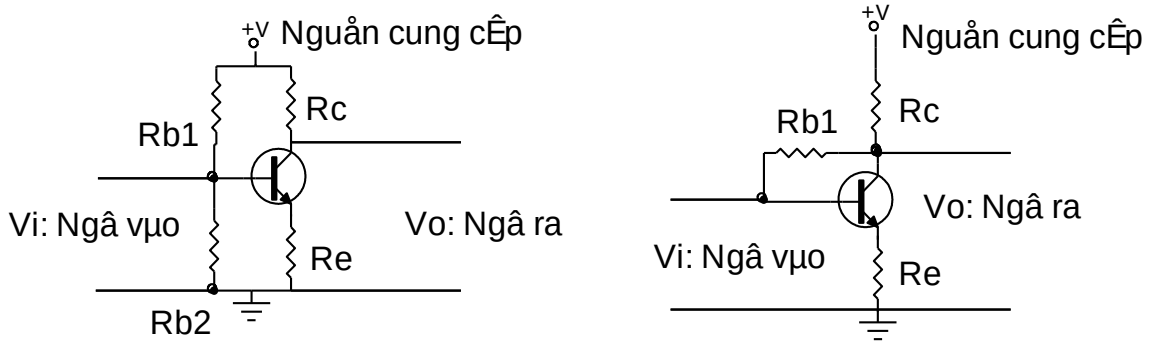 +V Nguån cung cÊp
Rb1
Rc
Vi: Ngâ vµo
Vo: Ngâ ra
Re
Rb2
+V
Nguån cung cÊp
Rb1
Rc
Vo: Ngâ ra
Vi: Ngâ vµo
Re